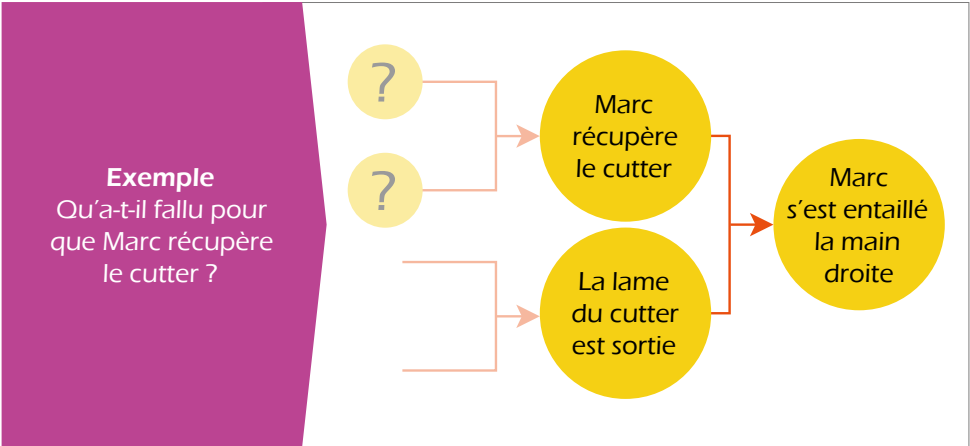 Exemple
Qu'a-t-il fallu pour
que Marc récupère
le cutter ?
?
?
Marc
récupère
le cutter
La lame
du cutter
est sortie
Marc
s'est entaillé
la main
droite